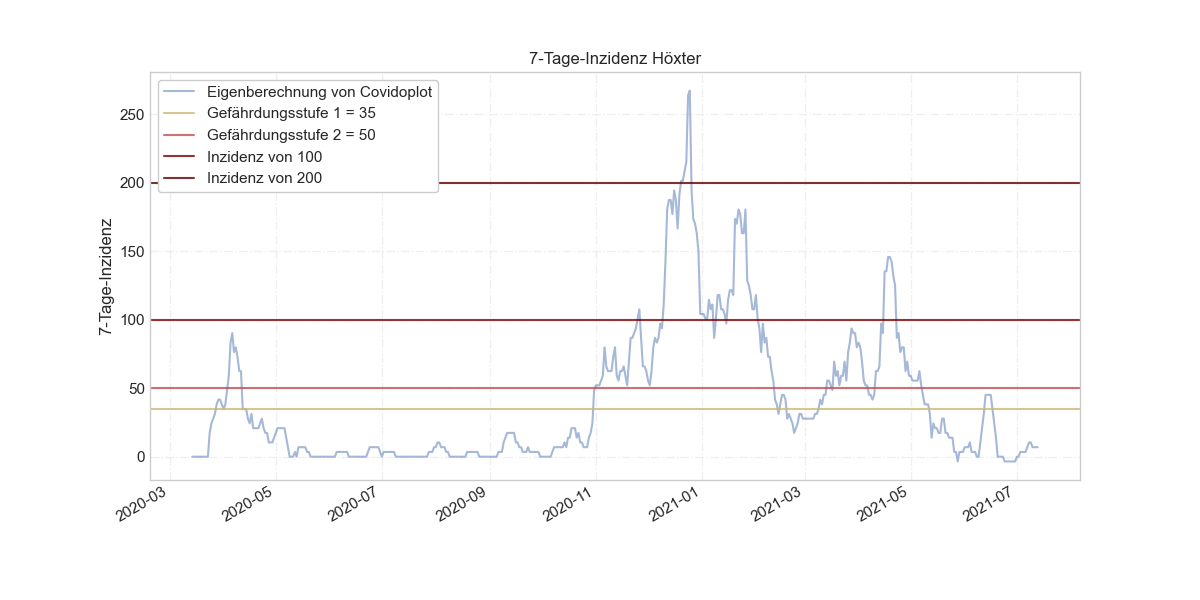 7-Tage-Inzidenz Höxter
Eigenberechnung von Covidoplot
Gefährdungsstufe 1 = 35
Gefährdungsstufe 2 = 50
Inzidenz von 100
Inzidenz von 200
7-Tage-Inzidenz
250
200
150
100
50
0
2020-03
2020-05
2020-07
2020-09
2020-11
2021-01
2021-03
2021-05
2021-07